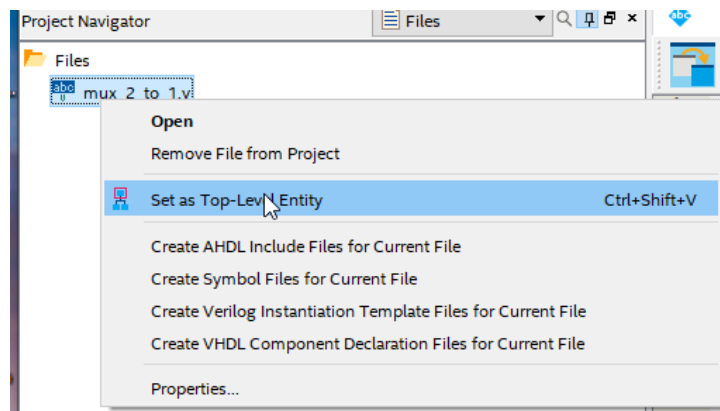 Project Navigator
Files
abc
Files
abc
mux_2_to_1.v
Open
Remove File from Project
Set as Top-Level Entity Ctrl+Shift+V
Create AHDL Include Files for Current File
Create Symbol Files for Current File
Create Verilog Instantiation Template Files for Current File
Create VHDL Component Declaration Files for Current File
Properties...